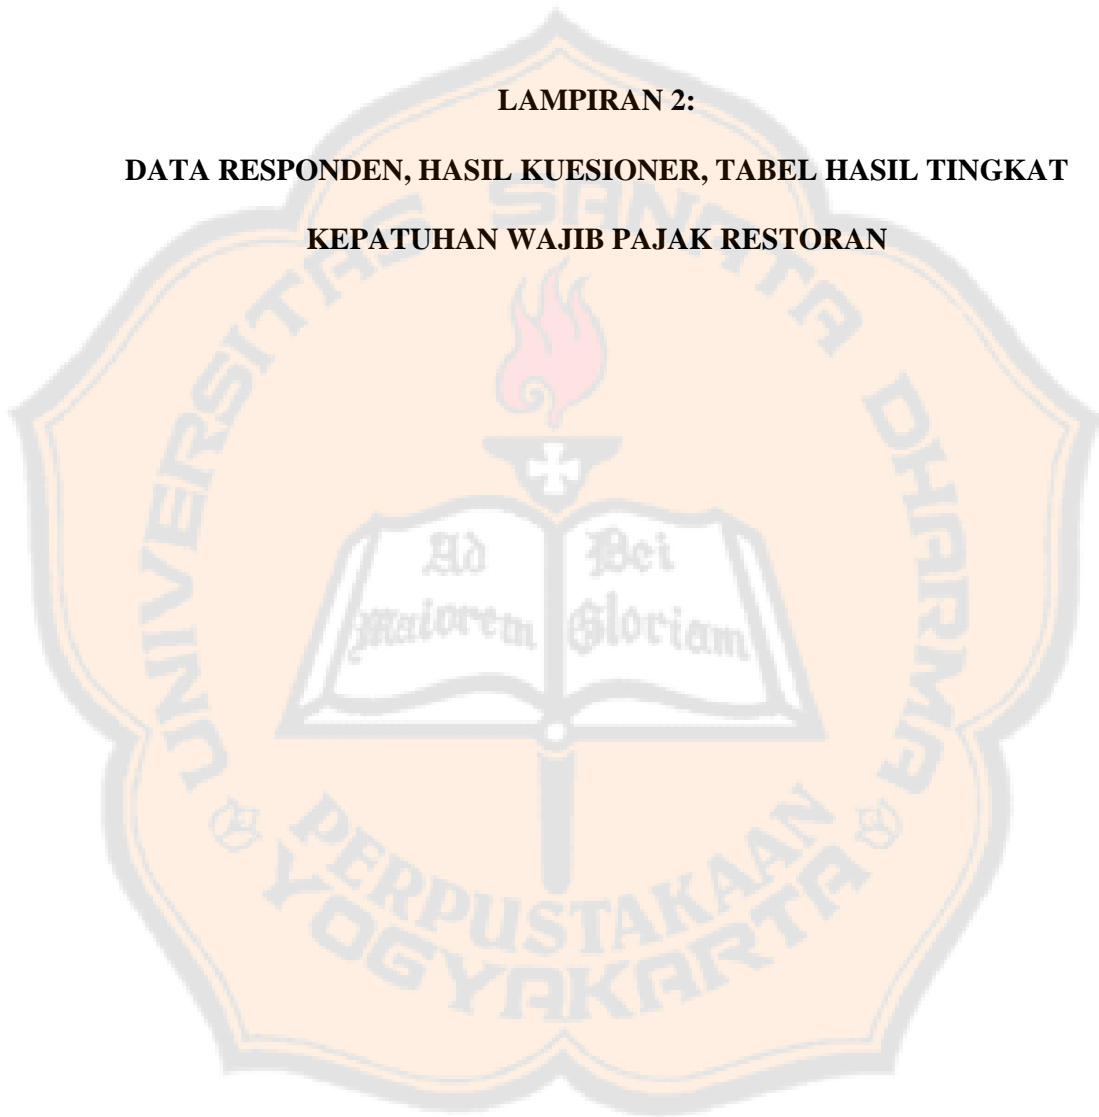 LAMPIRAN 2:
DATA RESPONDEN, HASIL KUESIONER, TABEL HASIL TINGKAT
KEPATUHAN WAJIB PAJAK RESTORAN
UNIVERSITAS SANATA DHARMA
Ad Dei
Maiorem Gloriam
PERPUSTAKAAN
YOGYAKARTA